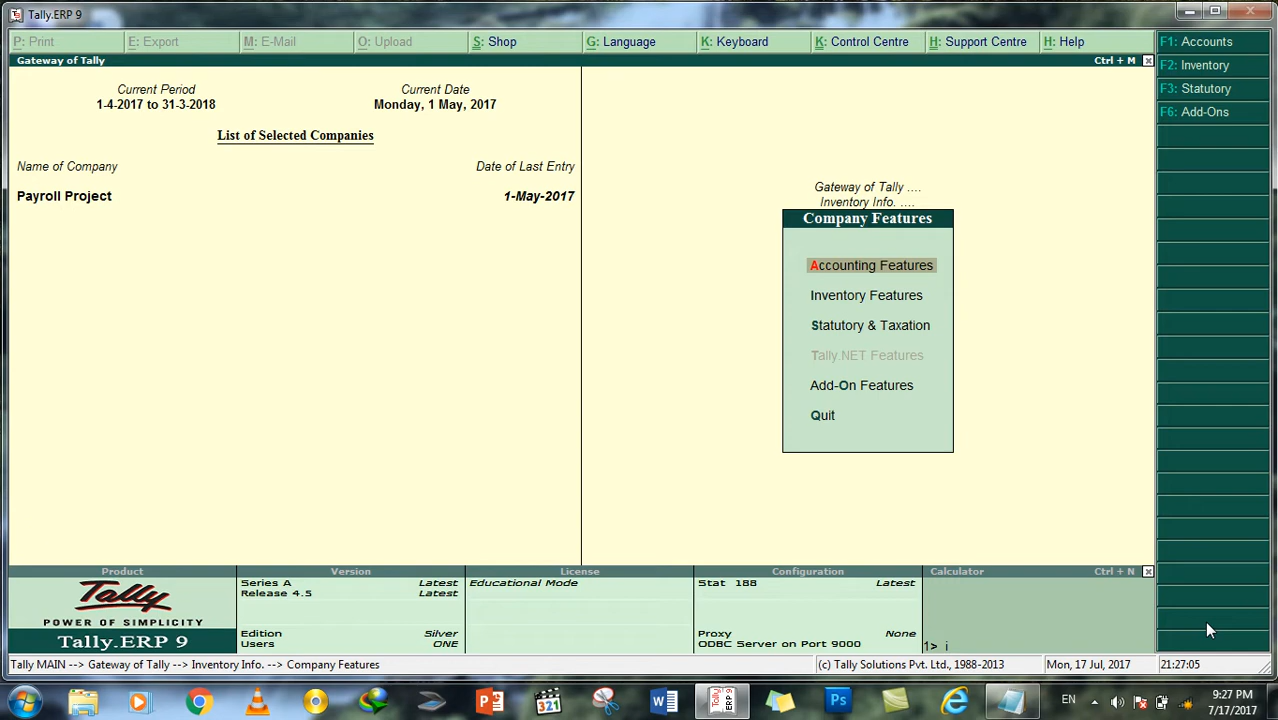 Tally.ERP 9
P: Print
E: Export
M: E-Mail
O: Upload
S: Shop
G: Language
K: Keyboard
K: Control Centre
H: Support Centre
H: Help
F1: Accounts
F2: Inventory
F3: Statutory
F6: Add-Ons
Gateway of Tally
Ctrl + M
Current Period
Current Date
1-4-2017 to 31-3-2018
Monday, 1 May, 2017
List of Selected Companies
Name of Company
Date of Last Entry
Payroll Project
1-May-2017
Gateway of Tally ....
Inventory Info. ....
Company Features
Accounting Features
Inventory Features
Statutory & Taxation
Tally.NET Features
Add-On Features
Quit
Product
Tally
POWER OF SIMPLICITY
Tally.ERP 9
Version
Series A Latest
Release 4.5 Latest
Edition Silver
Users ONE
License
Educational Mode
Configuration
Stat 188 Latest
Proxy None
ODBC Server on Port 9000
Calculator
Ctrl + N
1> i
Tally MAIN --> Gateway of Tally --> Inventory Info. --> Company Features
(c) Tally Solutions Pvt. Ltd., 1988-2013
Mon, 17 Jul, 2017
21:27:05
321
Ps
EN
9:27 PM
7/17/2017